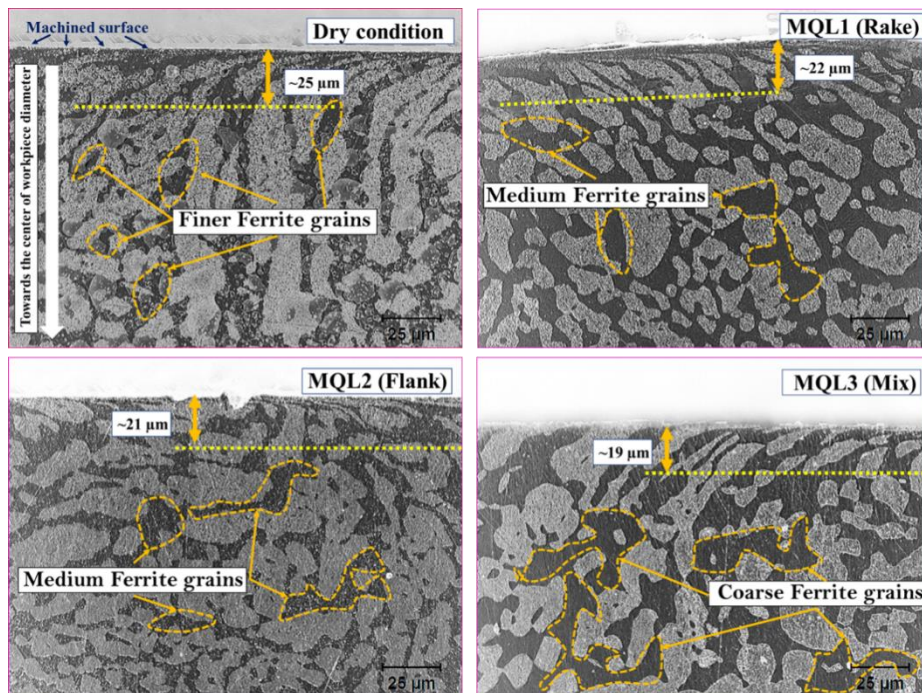 Machined surface
Dry condition
~25 µm
Towards the center of workpiece diameter
Finer Ferrite grains
25 µm
MQL1 (Rake)
~22 µm
Medium Ferrite grains
25 µm
MQL2 (Flank)
~21 µm
Medium Ferrite grains
25 µm
MQL3 (Mix)
~19 µm
Coarse Ferrite grains
25 µm